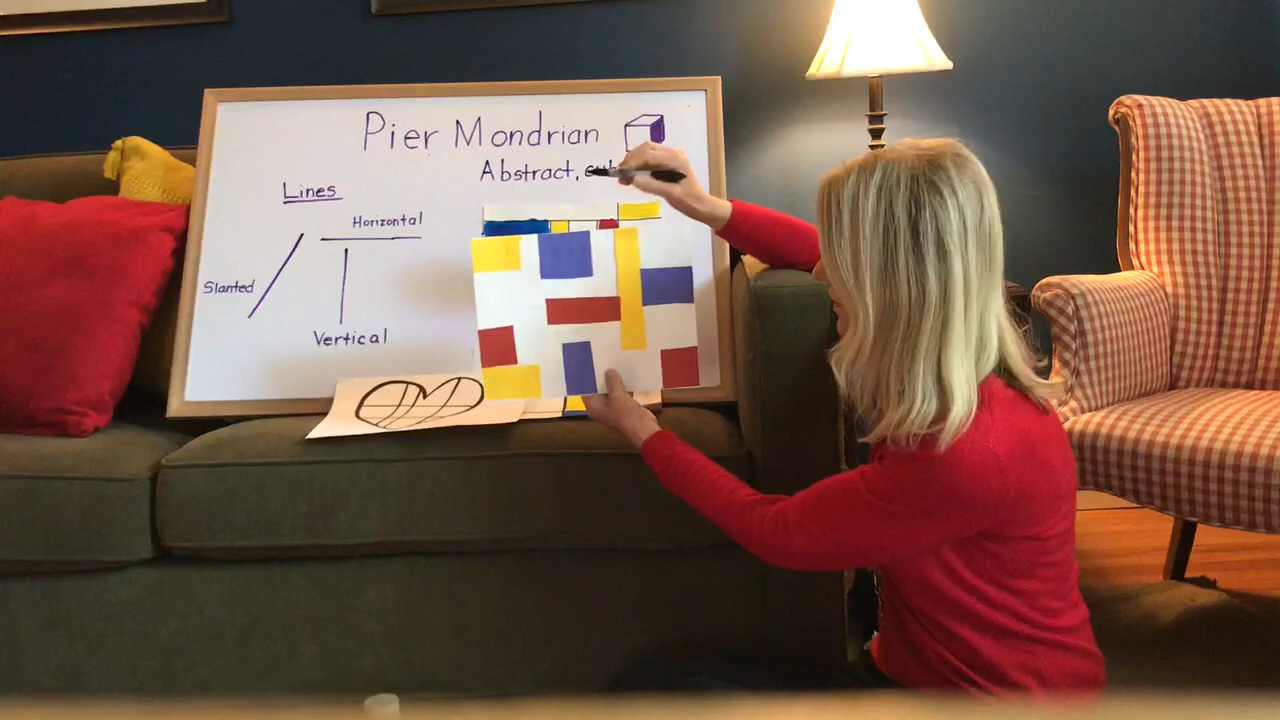 Pier Mondrian
Abstract,
Lines
Horizontal
Slanted
Vertical